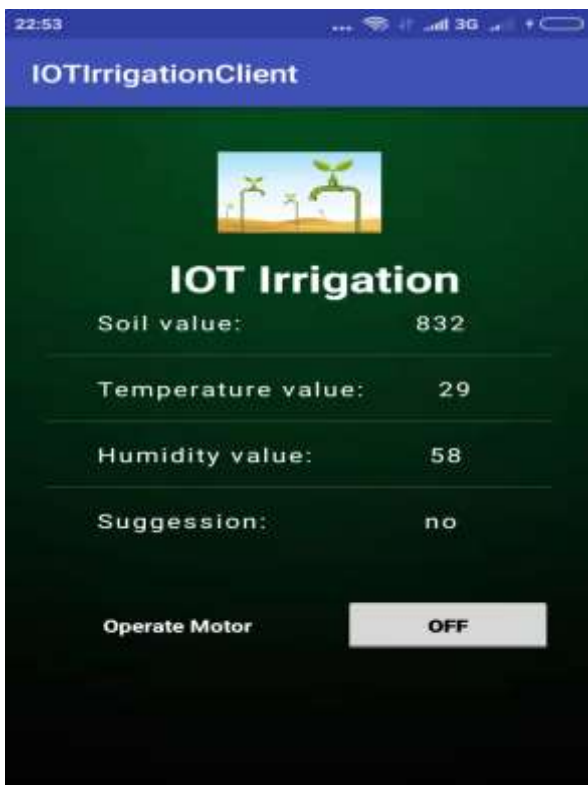 22:53 ... 3G
IOTIrrigationClient
IOT Irrigation
Soil value: 832
Temperature value: 29
Humidity value: 58
Suggession: no
Operate Motor OFF